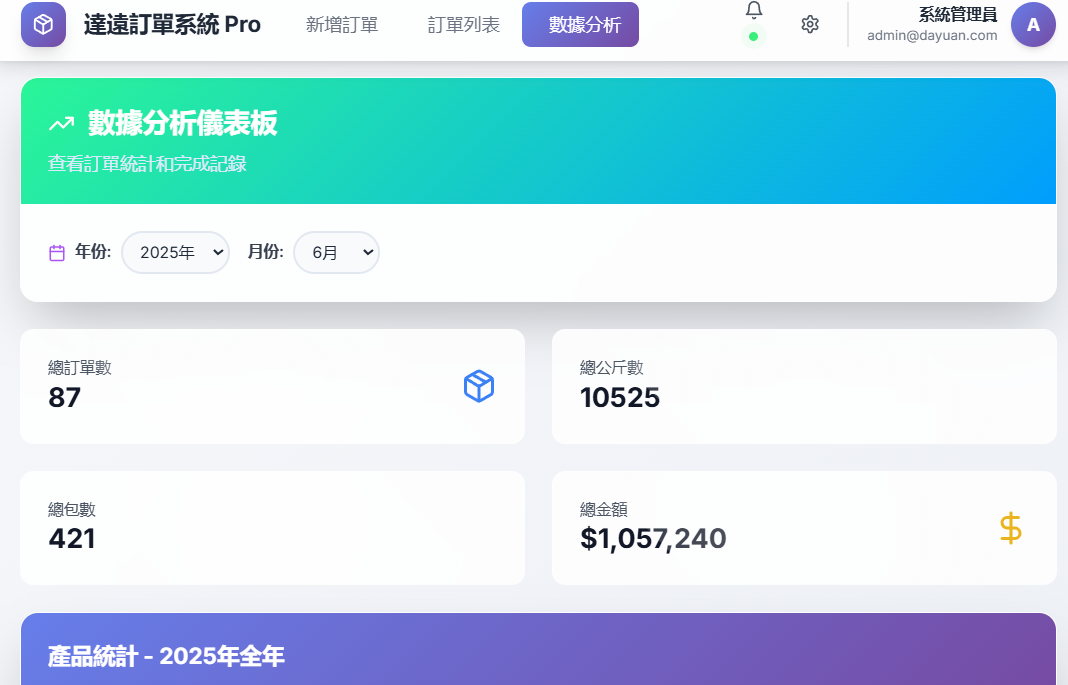 達遠訂單系統 Pro
新增訂單
訂單列表
數據分析
系統管理員
admin@dayuan.com
A
數據分析儀表板
查看訂單統計和完成記錄
年份: 2025年 月份: 6月
總訂單數
87
總公斤數
10525
總包數
421
總金額
$1,057,240
產品統計 - 2025年全年